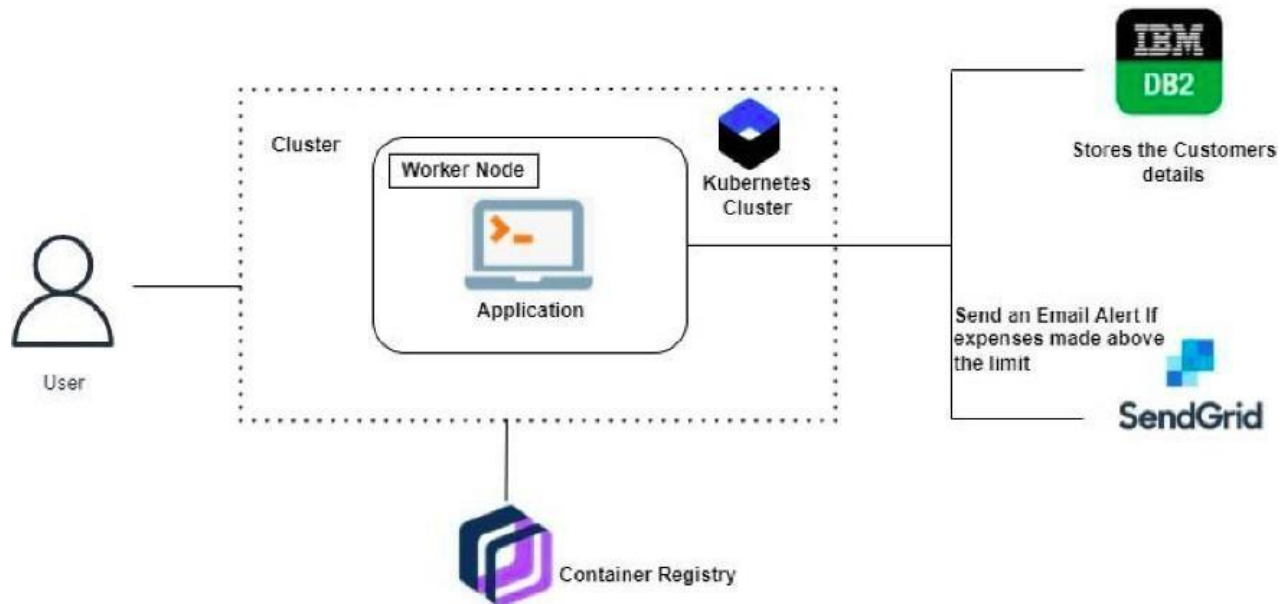 IBM
DB2
Stores the Customers
details
Cluster
Worker Node
Kubernetes
Cluster
Application
User
Send an Email Alert If
expenses made above
the limit
SendGrid
Container Registry